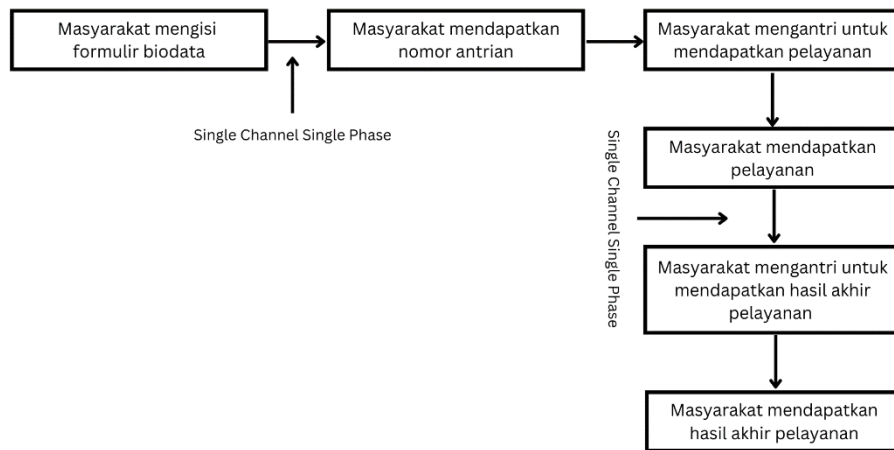 Masyarakat mengisi
formulir biodata
Masyarakat mendapatkan
nomor antrian
Masyarakat mengantri untuk
mendapatkan pelayanan
Single Channel Single Phase
Masyarakat mendapatkan
pelayanan
Single Channel Single Phase
Masyarakat mengantri untuk
mendapatkan hasil akhir
pelayanan
Masyarakat mendapatkan
hasil akhir pelayanan